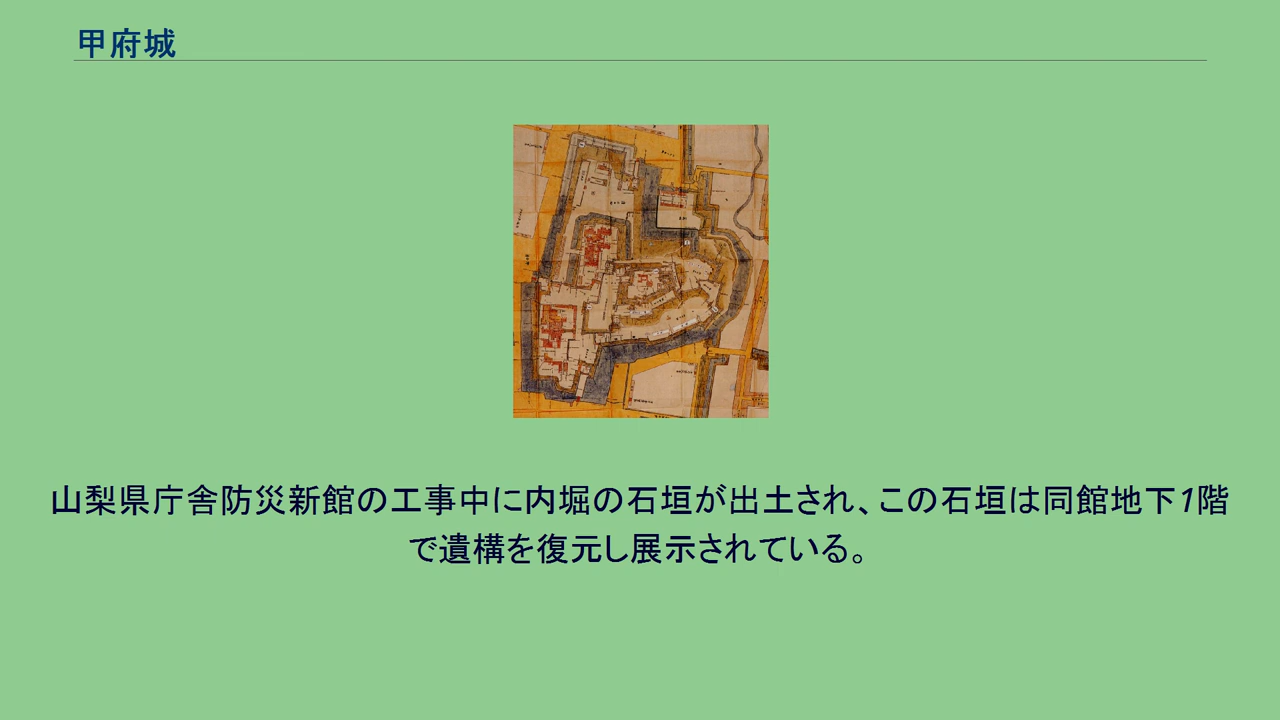 甲府城
山梨県庁舎防災新館の工事中に内堀の石垣が出土され、この石垣は同館地下1階
で遺構を復元し展示されている。